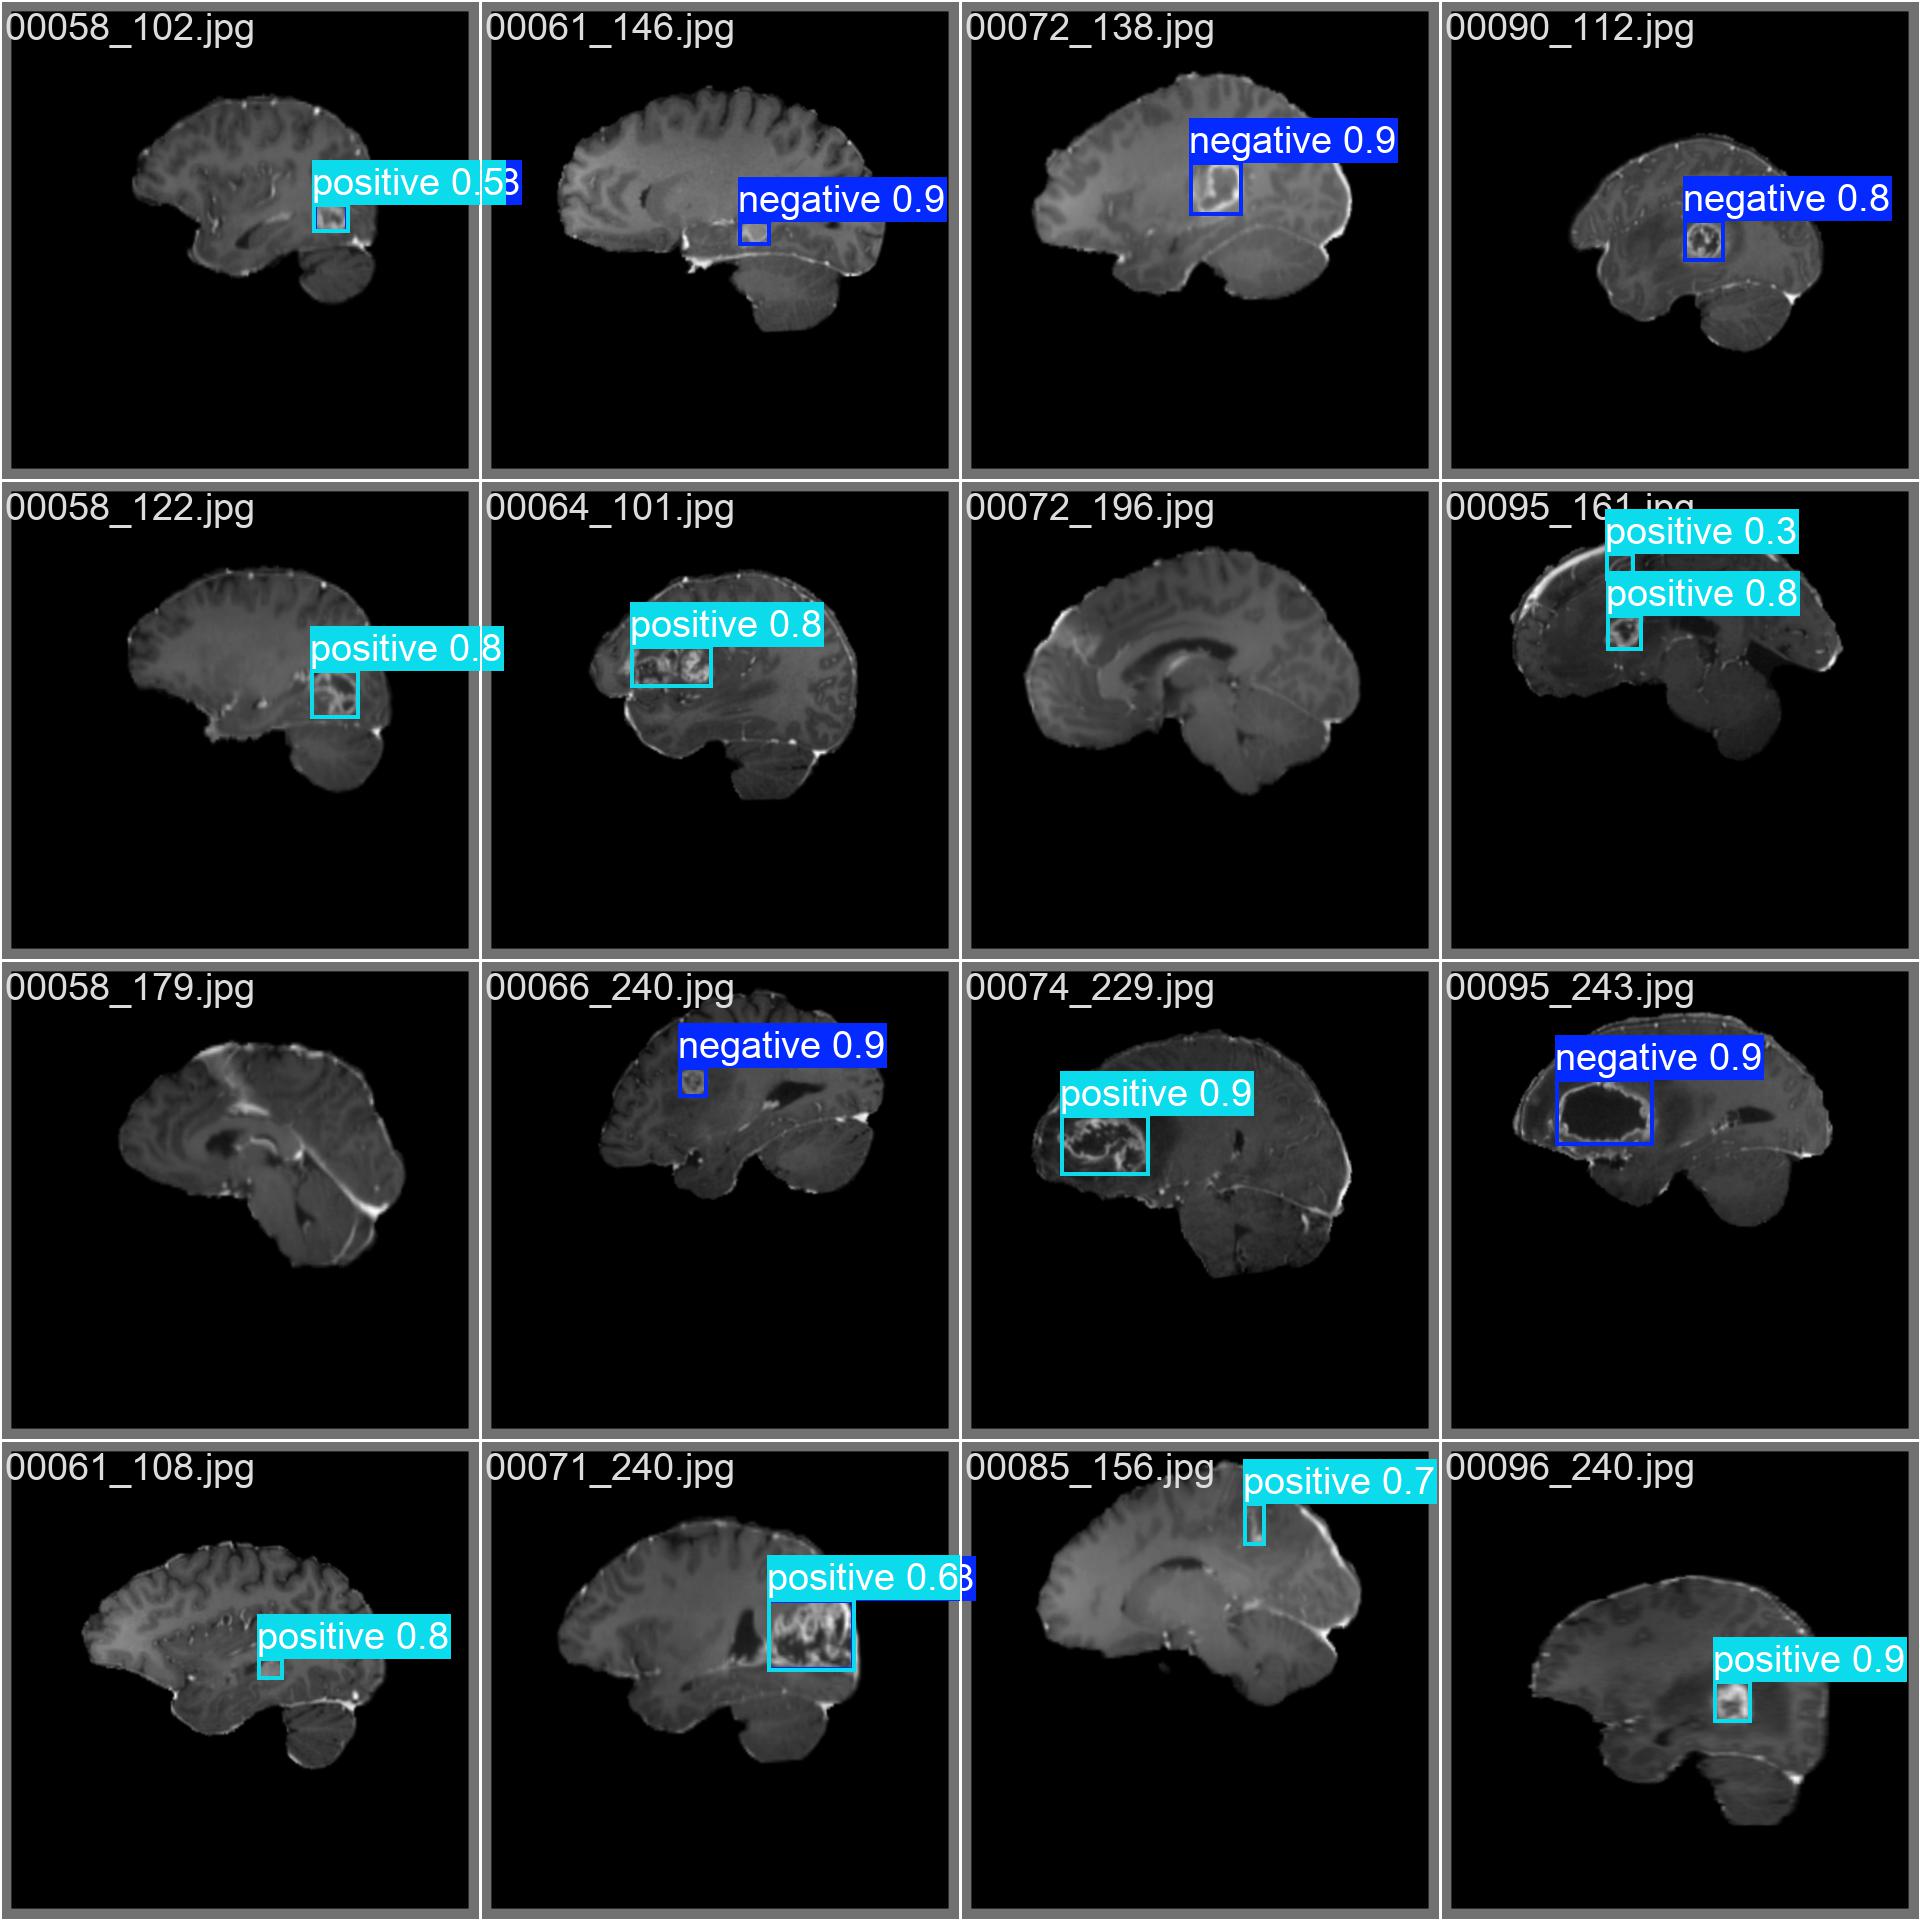 00058_102.jpg
positive 0.5
3
00061_146.jpg
negative 0.9
00072_138.jpg
negative 0.9
00090_112.jpg
negative 0.8
00058_122.jpg
positive 0.8
00064_101.jpg
positive 0.8
00072_196.jpg
00095_161.jpg
positive 0.3
positive 0.8
00058_179.jpg
00066_240.jpg
negative 0.9
00074_229.jpg
positive 0.9
00095_243.jpg
negative 0.9
00061_108.jpg
positive 0.8
00071_240.jpg
positive 0.6
00085_156.jpg
positive 0.7
00096_240.jpg
positive 0.9